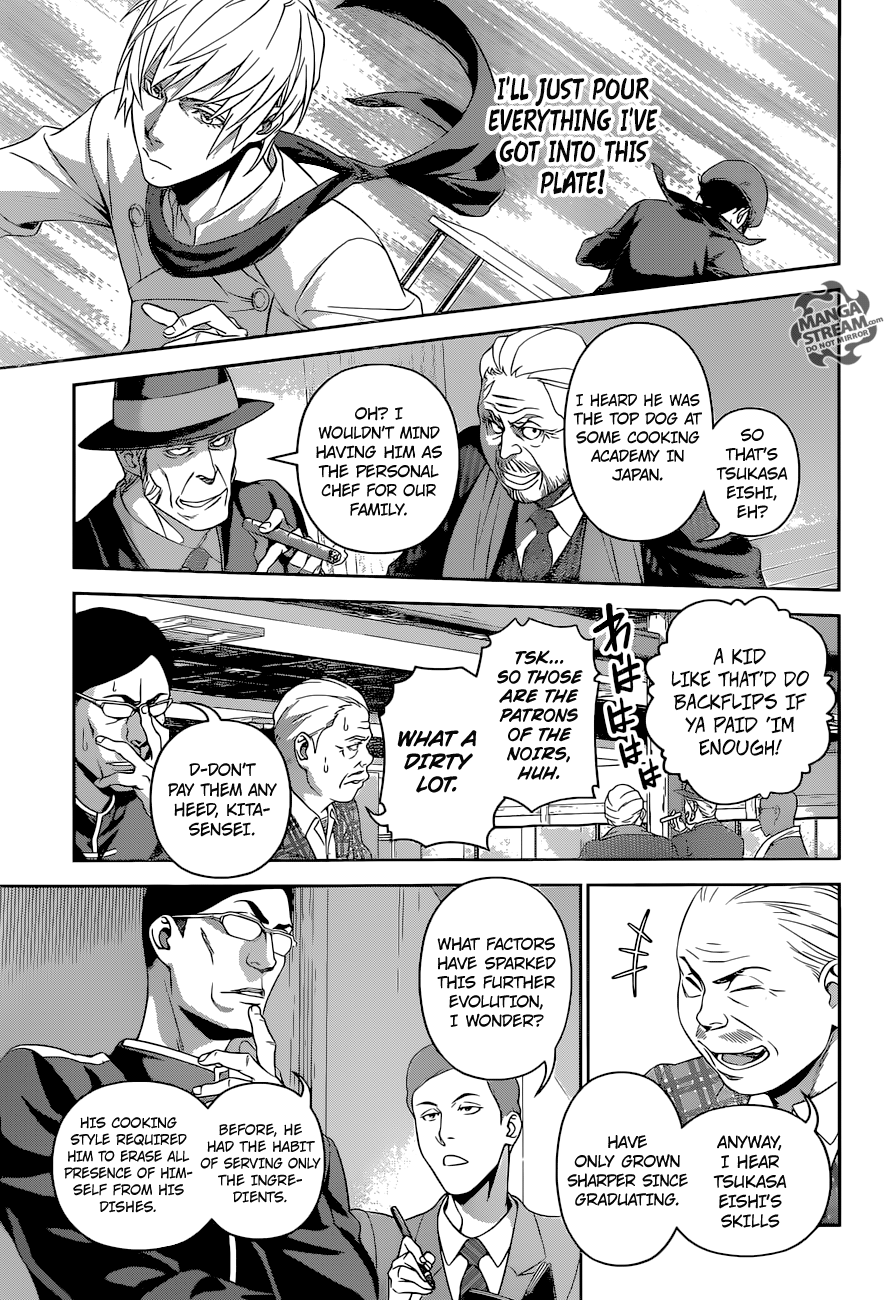 I'LL JUST POUR
EVERYTHING I'VE
GOT INTO THIS
PLATE!
MANGA
STREAM.com
DO NOT MIRROR
SO
THAT'S
TSUKASA
EISHI,
EH?
I HEARD HE WAS
THE TOP DOG AT
SOME COOKING
ACADEMY IN
JAPAN.
OH? I
WOULDN'T MIND
HAVING HIM AS
THE PERSONAL
CHEF FOR OUR
FAMILY.
A KID
LIKE THAT'D DO
BACKFLIPS IF
YA PAID 'IM
ENOUGH!
わはははは
TSK...
SO THOSE
ARE THE
PATRONS
OF THE
NOIRS,
HUH.
WHAT A
DIRTY
LOT.
D-DON'T
PAY THEM ANY
HEED, KITA-
SENSEI.
ANYWAY,
I HEAR
TSUKASA
EISHI'S
SKILLS
HAVE
ONLY GROWN
SHARPER SINCE
GRADUATING.
WHAT FACTORS
HAVE SPARKED
THIS FURTHER
EVOLUTION,
I WONDER?
BEFORE, HE
HAD THE HABIT
OF SERVING ONLY
THE INGRE-
DIENTS.
HIS COOKING
STYLE REQUIRED
HIM TO ERASE ALL
PRESENCE OF HIM-
SELF FROM HIS
DISHES.